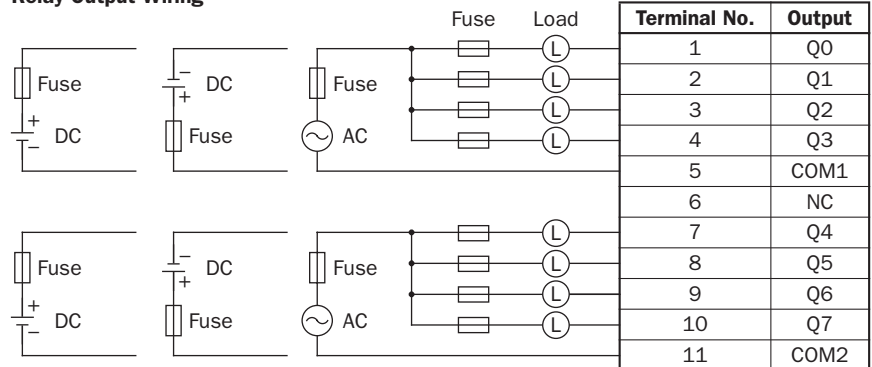 Relay Output Wiring
Fuse Load Terminal No. Output
L 1 Q0
Fuse DC Fuse L 2 Q1
L 3 Q2
DC Fuse AC L 4 Q3
5 COM1
6 NC
L 7 Q4
Fuse DC Fuse L 8 Q5
L 9 Q6
DC Fuse AC L 10 Q7
11 COM2